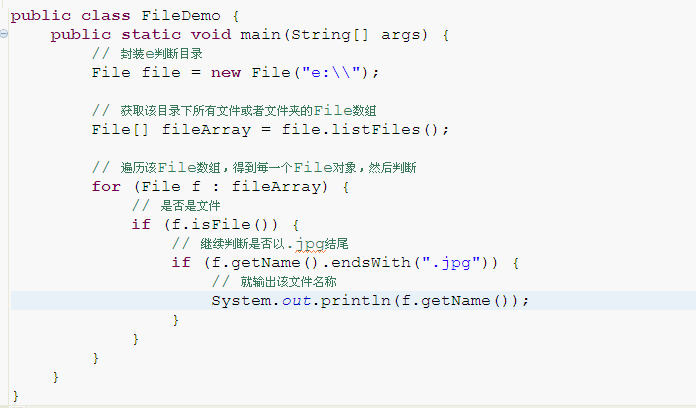 public class FileDemo {
    public static void main(String[] args) {
        // 封装e判断目录
        File file = new File("e:\\");

        // 获取该目录下所有文件或者文件夹的File数组
        File[] fileArray = file.listFiles();

        // 遍历该File数组，得到每一个File对象，然后判断
        for (File f : fileArray) {
            // 是否是文件
            if (f.isFile()) {
                // 继续判断是否以.jpg结尾
                if (f.getName().endsWith(".jpg")) {
                    // 就输出该文件名称
                    System.out.println(f.getName());
                }
            }
        }
    }
}